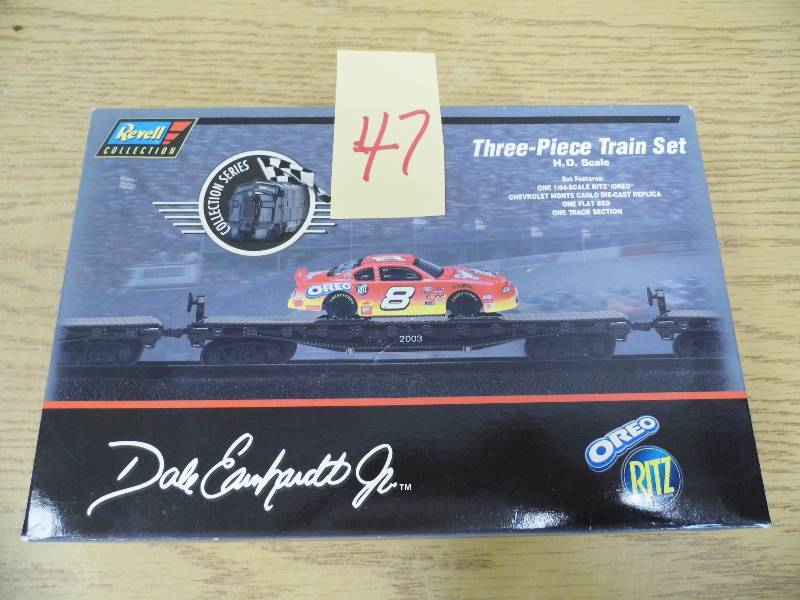 47
Revell
COLLECTION
COLLECTION SERIES
Three-Piece Train Set
H.O. Scale
Set Features:
ONE 1/64-SCALE RITZ®/OREO®
CHEVROLET MONTE CARLO DIE-CAST REPLICA
ONE FLAT BED
ONE TRACK SECTION
OREO
RITZ
8
2003
Dale Earnhardt Jr.™
OREO
RITZ